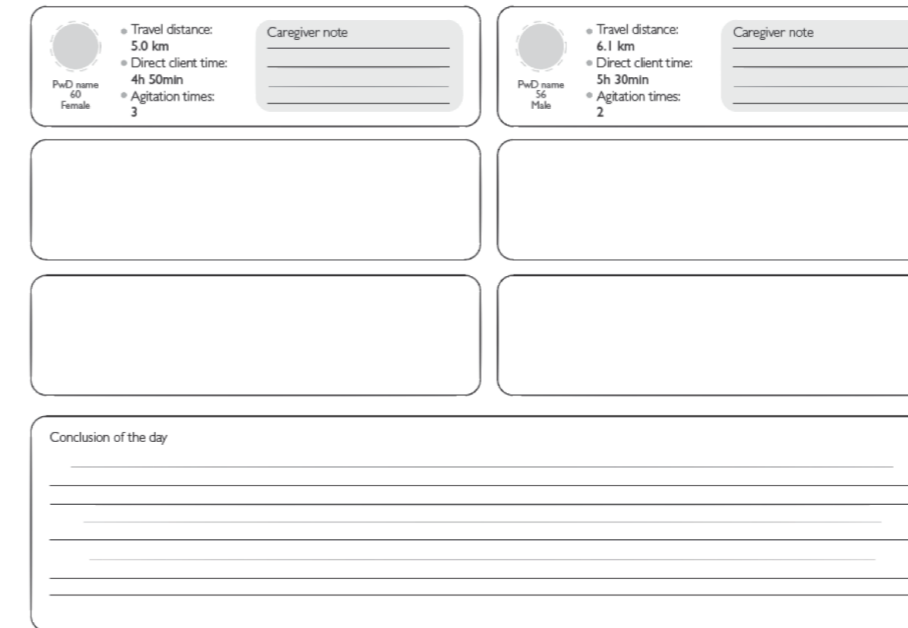 PwD name
60
Female
Travel distance:
5.0 km
Direct client time:
4h 50min
Agitation times:
3
Caregiver note
PwD name
56
Male
Travel distance:
6.1 km
Direct client time:
5h 30min
Agitation times:
2
Caregiver note
Conclusion of the day